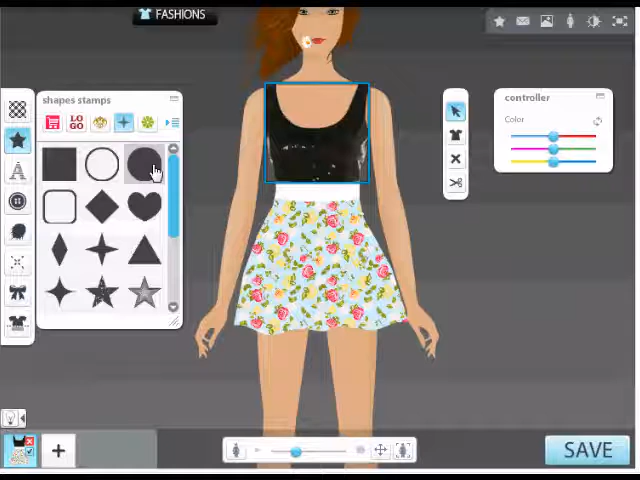 FASHIONS
shapes stamps
LO
GO
controller
Color
A
SAVE